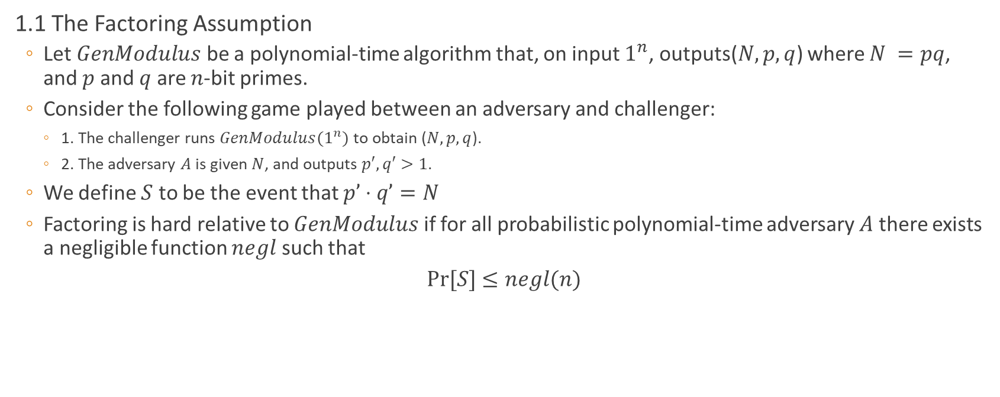 1.1 The Factoring Assumption
◦ Let GenModulus be a polynomial-time algorithm that, on input 1ⁿ, outputs(N, p, q) where N = pq,
and p and q are n-bit primes.
◦ Consider the following game played between an adversary and challenger:
◦ 1. The challenger runs GenModulus(1ⁿ) to obtain (N, p, q).
◦ 2. The adversary A is given N, and outputs p′, q′ > 1.
◦ We define S to be the event that p’ · q’ = N
◦ Factoring is hard relative to GenModulus if for all probabilistic polynomial-time adversary A there exists
a negligible function negl such that
Pr[S] ≤ negl(n)